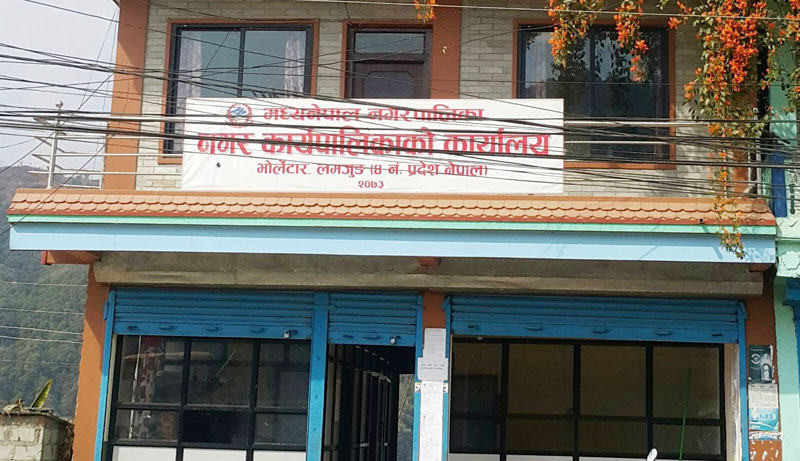 मध्यनेपाल नगरपालिका
नगर कार्यपालिकाको कार्यालय
भोर्लेटार, लमजुङ (४ नं. प्रदेश नेपाल)
२०७३